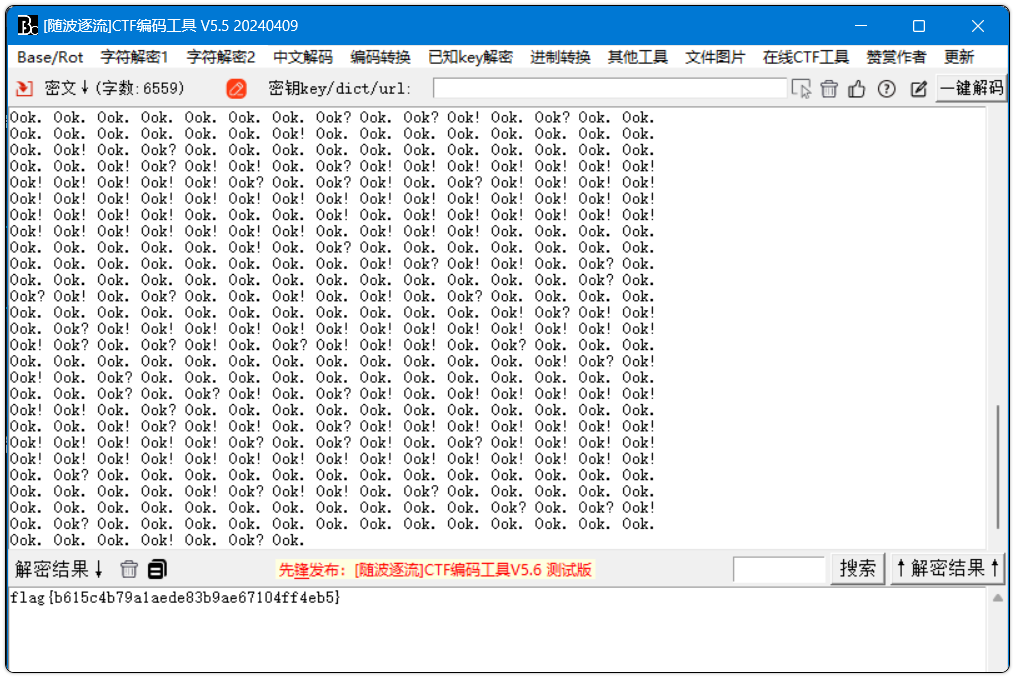 [随波逐流]CTF编码工具 V5.5 20240409
Base/Rot 字符解密1 字符解密2 中文解码 编码转换 已知key解密 进制转换 其他工具 文件图片 在线CTF工具 赞赏作者 更新
密文↓(字数:6559) 密钥key/dict/url: 一键解码
Ook. Ook. Ook. Ook. Ook. Ook. Ook. Ook? Ook. Ook? Ook! Ook. Ook? Ook. Ook.
Ook. Ook. Ook. Ook. Ook. Ook. Ook! Ook. Ook. Ook. Ook. Ook. Ook. Ook. Ook.
Ook. Ook! Ook. Ook? Ook. Ook. Ook. Ook. Ook. Ook. Ook. Ook. Ook. Ook. Ook.
Ook. Ook. Ook! Ook? Ook! Ook! Ook. Ook? Ook! Ook! Ook! Ook! Ook! Ook! Ook!
Ook! Ook! Ook! Ook! Ook! Ook? Ook. Ook? Ook! Ook. Ook? Ook! Ook! Ook! Ook!
Ook! Ook! Ook! Ook! Ook! Ook! Ook! Ook! Ook! Ook! Ook! Ook! Ook! Ook! Ook!
Ook! Ook! Ook! Ook! Ook. Ook. Ook. Ook! Ook! Ook! Ook! Ook! Ook! Ook! Ook!
Ook! Ook! Ook! Ook. Ook! Ook. Ook. Ook. Ook. Ook. Ook. Ook. Ook. Ook. Ook.
Ook. Ook. Ook. Ook. Ook! Ook. Ook. Ook? Ook. Ook. Ook. Ook. Ook. Ook. Ook.
Ook. Ook. Ook. Ook. Ook. Ook. Ook. Ook. Ook! Ook? Ook! Ook! Ook. Ook? Ook.
Ook. Ook. Ook. Ook. Ook. Ook. Ook. Ook. Ook. Ook. Ook. Ook. Ook. Ook? Ook.
Ook? Ook! Ook. Ook? Ook. Ook. Ook! Ook. Ook! Ook. Ook? Ook. Ook. Ook. Ook.
Ook. Ook. Ook. Ook. Ook. Ook. Ook. Ook. Ook. Ook. Ook. Ook! Ook? Ook! Ook!
Ook. Ook? Ook! Ook! Ook! Ook! Ook! Ook! Ook! Ook! Ook! Ook! Ook! Ook! Ook!
Ook! Ook? Ook. Ook? Ook! Ook. Ook? Ook! Ook! Ook! Ook. Ook? Ook. Ook. Ook.
Ook. Ook. Ook. Ook. Ook. Ook. Ook. Ook. Ook. Ook. Ook. Ook. Ook! Ook? Ook!
Ook! Ook. Ook? Ook. Ook. Ook. Ook. Ook. Ook. Ook. Ook. Ook. Ook. Ook. Ook.
Ook. Ook. Ook? Ook. Ook? Ook! Ook. Ook? Ook. Ook. Ook. Ook. Ook. Ook. Ook.
Ook! Ook! Ook. Ook? Ook. Ook. Ook. Ook. Ook. Ook. Ook. Ook. Ook. Ook. Ook.
Ook. Ook. Ook! Ook? Ook! Ook! Ook. Ook? Ook! Ook! Ook! Ook! Ook! Ook! Ook!
Ook! Ook! Ook! Ook! Ook! Ook? Ook. Ook? Ook! Ook. Ook? Ook! Ook! Ook! Ook!
Ook! Ook! Ook! Ook! Ook! Ook! Ook! Ook! Ook! Ook! Ook! Ook! Ook! Ook. Ook!
Ook. Ook? Ook. Ook. Ook. Ook. Ook. Ook. Ook. Ook. Ook. Ook. Ook. Ook. Ook.
Ook. Ook. Ook. Ook. Ook! Ook? Ook! Ook! Ook. Ook? Ook. Ook. Ook. Ook. Ook.
Ook. Ook. Ook. Ook. Ook. Ook. Ook. Ook. Ook. Ook. Ook. Ook? Ook. Ook? Ook!
Ook. Ook? Ook. Ook. Ook. Ook. Ook. Ook. Ook. Ook. Ook. Ook. Ook. Ook. Ook.
Ook. Ook. Ook. Ook! Ook. Ook? Ook.
解密结果↓ 先锋发布：[随波逐流]CTF编码工具V5.6 测试版 搜索 ↑解密结果↑
flag{b615c4b79a1aede83b9ae67104ff4eb5}